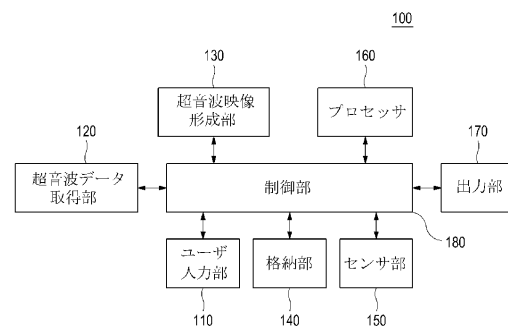 100
130
160
超音波映像
形成部
プロセッサ
120
170
超音波データ
取得部
制御部
出力部
180
ユーザ
入力部
格納部
センサ部
110
140
150